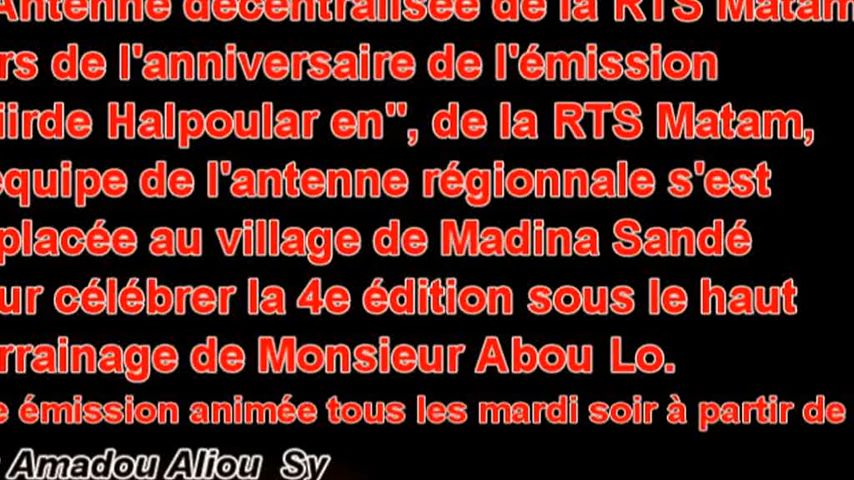 Antenne décentralisée de la RTS Matam
rs de l'anniversaire de l'émission
iirde Halpoular en", de la RTS Matam,
equipe de l'antenne régionnale s'est
placée au village de Madina Sandé
ur célébrer la 4e édition sous le haut
rrainage de Monsieur Abou Lo.
e émission animée tous les mardi soir à partir de
Amadou Aliou Sy